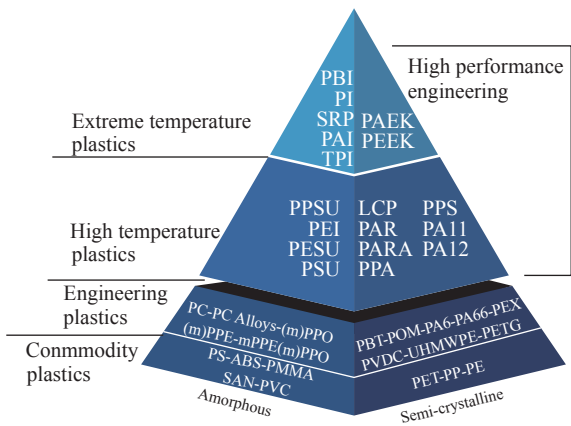 High performance
engineering
PBI
PI
SRP
PAI
TPI
PAEK
PEEK
Extreme temperature
plastics
PPSU
PEI
PESU
PSU
LCP
PAR
PARA
PPA
PPS
PA11
PA12
High temperature
plastics
Engineering
plastics
PC-PC Alloys-(m)PPO
(m)PPE-mPPE(m)PPO
PBT-POM-PA6-PA66-PEX
PVDC-UHMWPE-PETG
Conmmodity
plastics
PS-ABS-PMMA
SAN-PVC
PET-PP-PE
Amorphous
Semi-crystalline